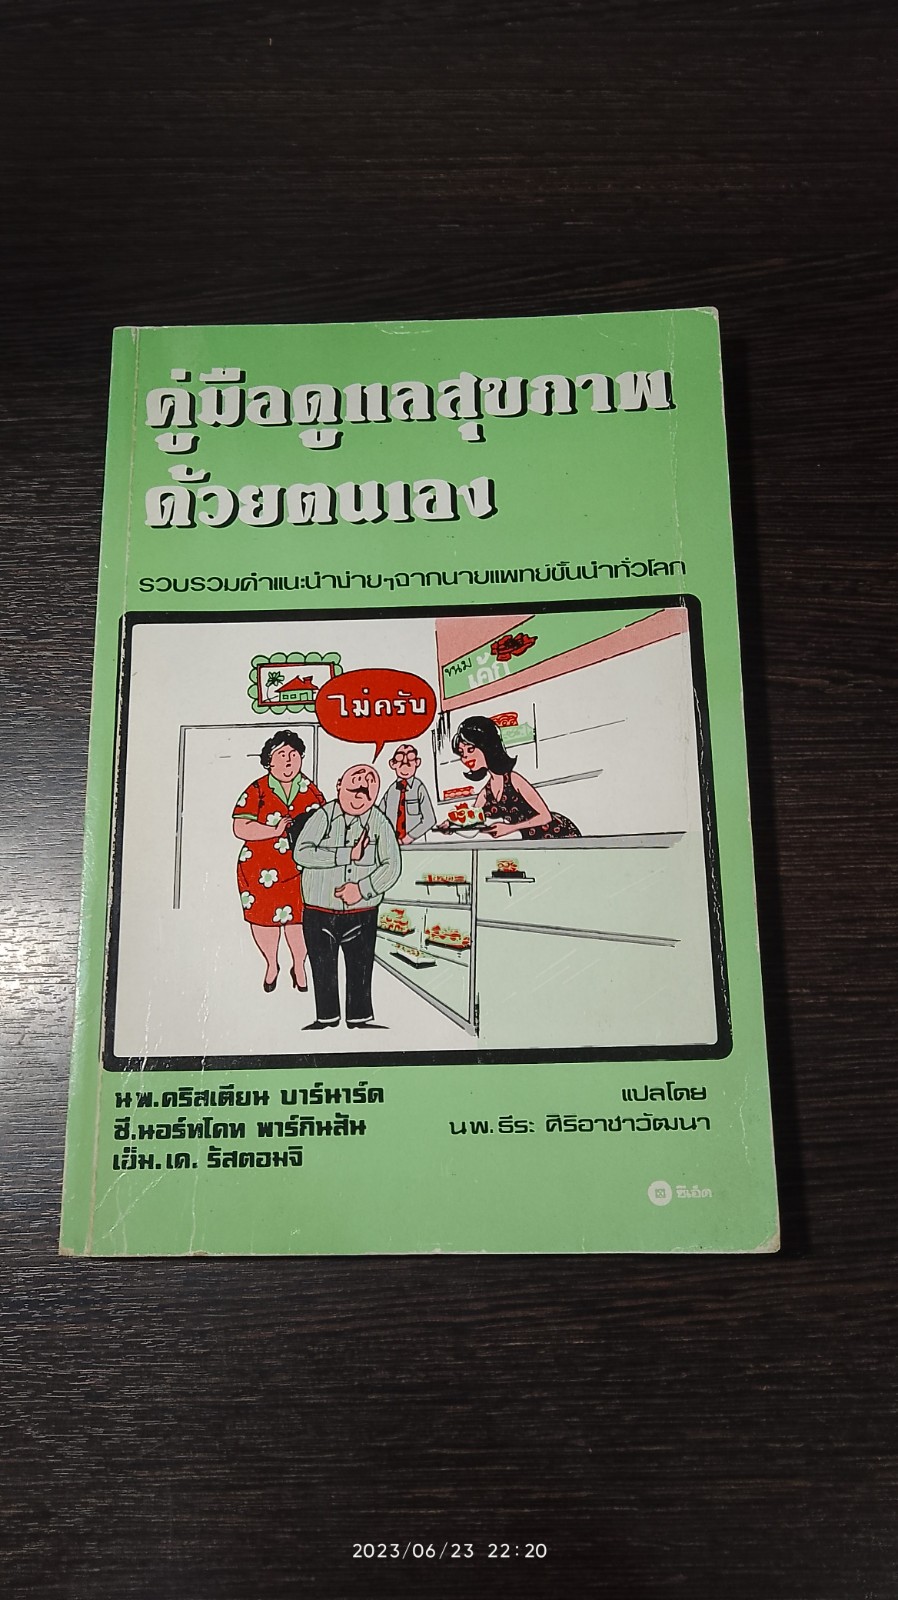 คู่มือดูแลสุขภาพ
ด้วยตนเอง
รวบรวมคำแนะนำง่ายๆจากนายแพทย์ชั้นนำทั่วโลก
ขนม
เค้ก
ไม่ครับ
นพ.คริสเตียน บาร์นาร์ด
ซี.นอร์ทโคท พาร์กินสัน
เอ็ม.เค. รัสตอมจิ
แปลโดย
นพ.ธีระ ศิริอาชาวัฒนา
ซีเอ็ด
2023/06/23 22:20